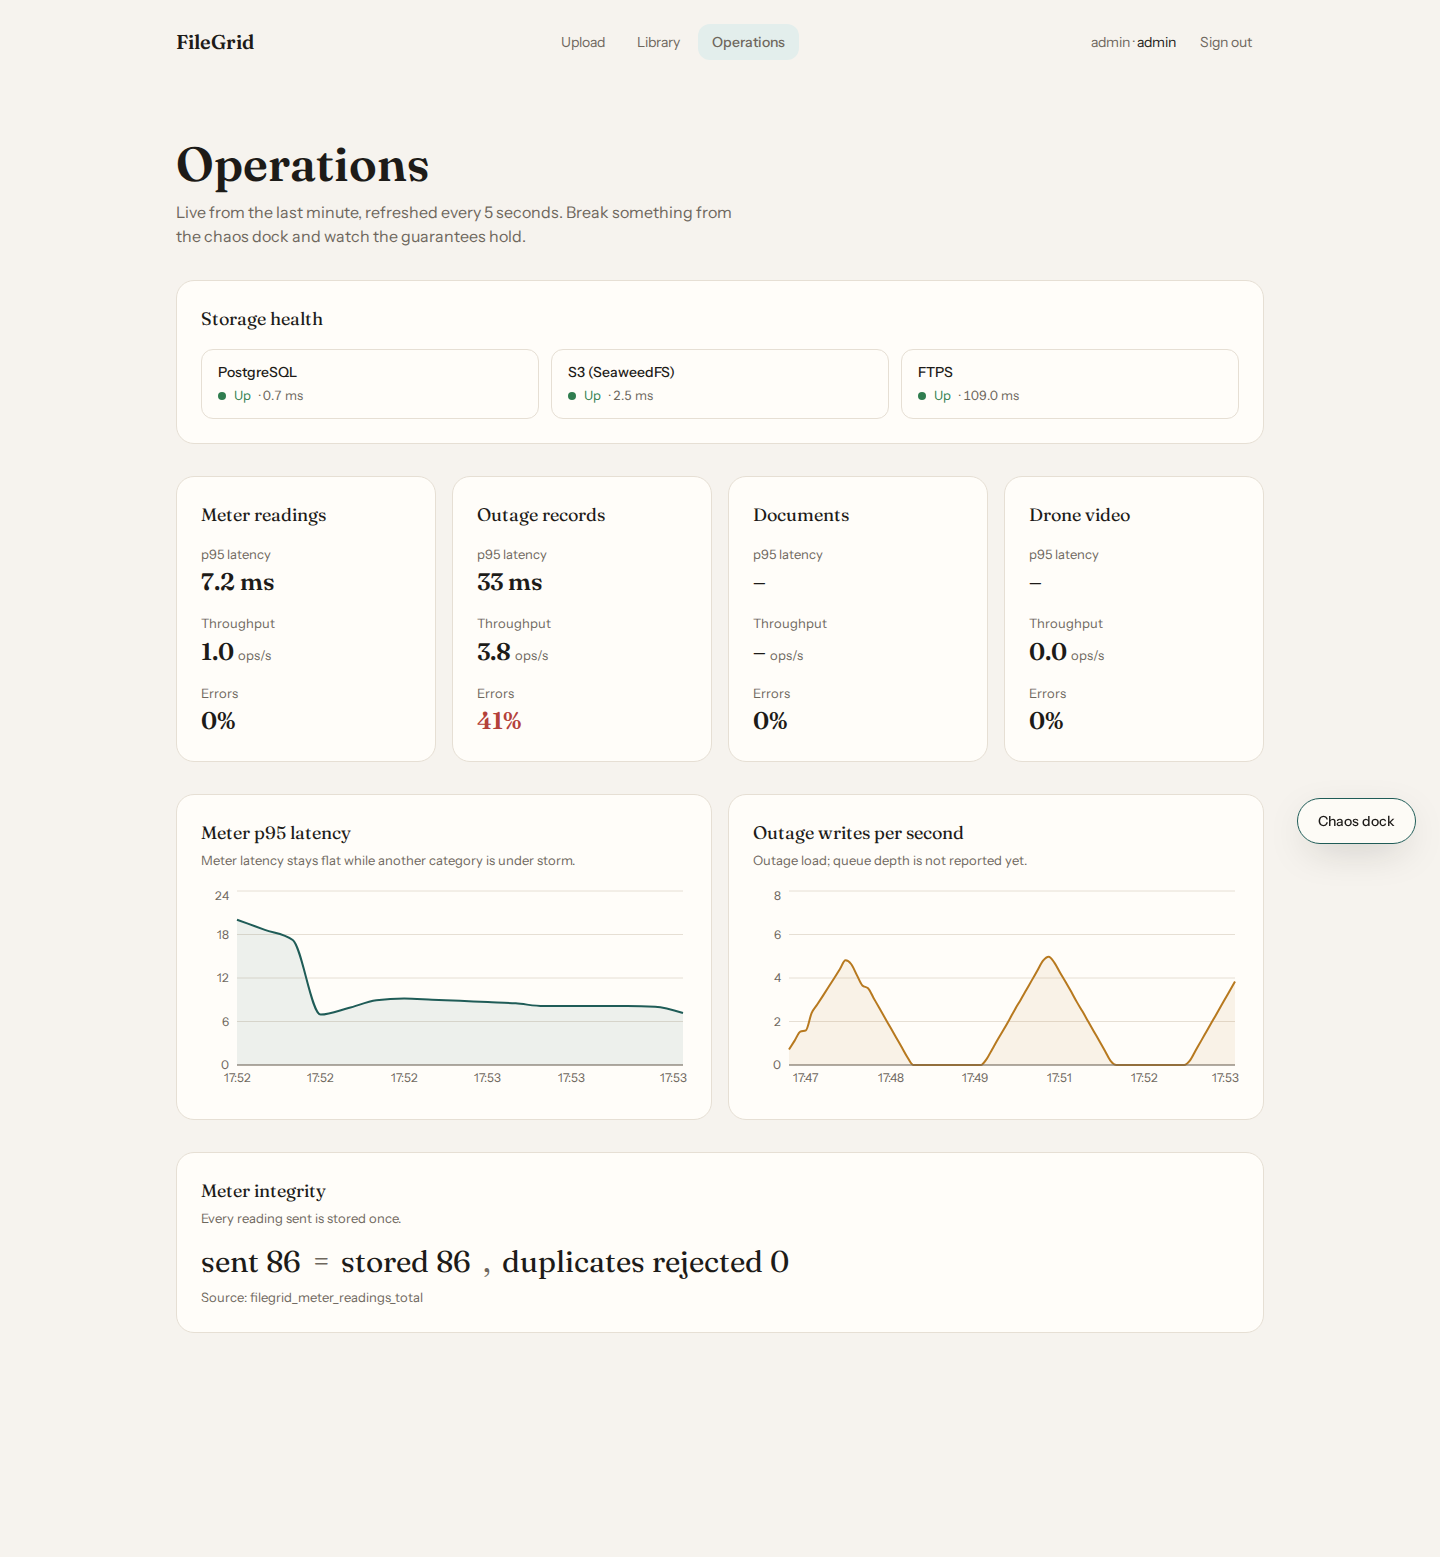 FileGrid
Upload
Library
Operations
admin · admin
Sign out
Operations
Live from the last minute, refreshed every 5 seconds. Break something from
the chaos dock and watch the guarantees hold.
Storage health
PostgreSQL
Up · 0.7 ms
S3 (SeaweedFS)
Up · 2.5 ms
FTPS
Up · 109.0 ms
Meter readings
p95 latency
7.2 ms
Throughput
1.0 ops/s
Errors
0%
Outage records
p95 latency
33 ms
Throughput
3.8 ops/s
Errors
41%
Documents
p95 latency
–
Throughput
– ops/s
Errors
0%
Drone video
p95 latency
–
Throughput
0.0 ops/s
Errors
0%
Meter p95 latency
Meter latency stays flat while another category is under storm.
24
18
12
6
0
17:52 17:52 17:52 17:53 17:53 17:53
Outage writes per second
Outage load; queue depth is not reported yet.
8
6
4
2
0
17:47 17:48 17:49 17:51 17:52 17:53
Chaos dock
Meter integrity
Every reading sent is stored once.
sent 86 = stored 86 , duplicates rejected 0
Source: filegrid_meter_readings_total